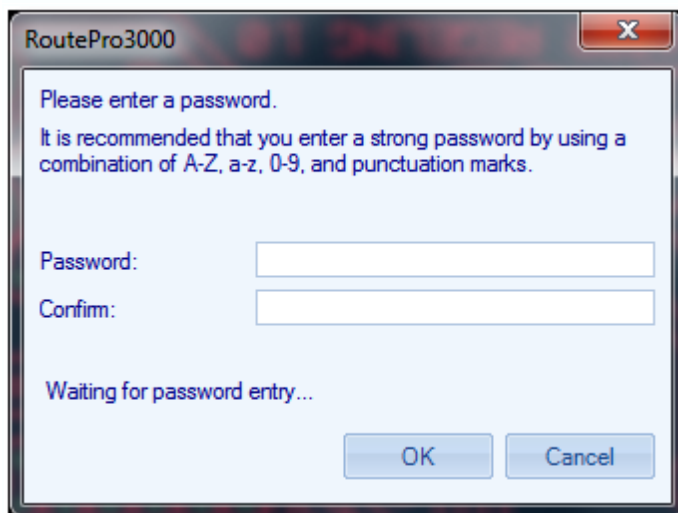 RoutePro3000
Please enter a password.
It is recommended that you enter a strong password by using a
combination of A-Z, a-z, 0-9, and punctuation marks.
Password:
Confirm:
Waiting for password entry...
OK Cancel